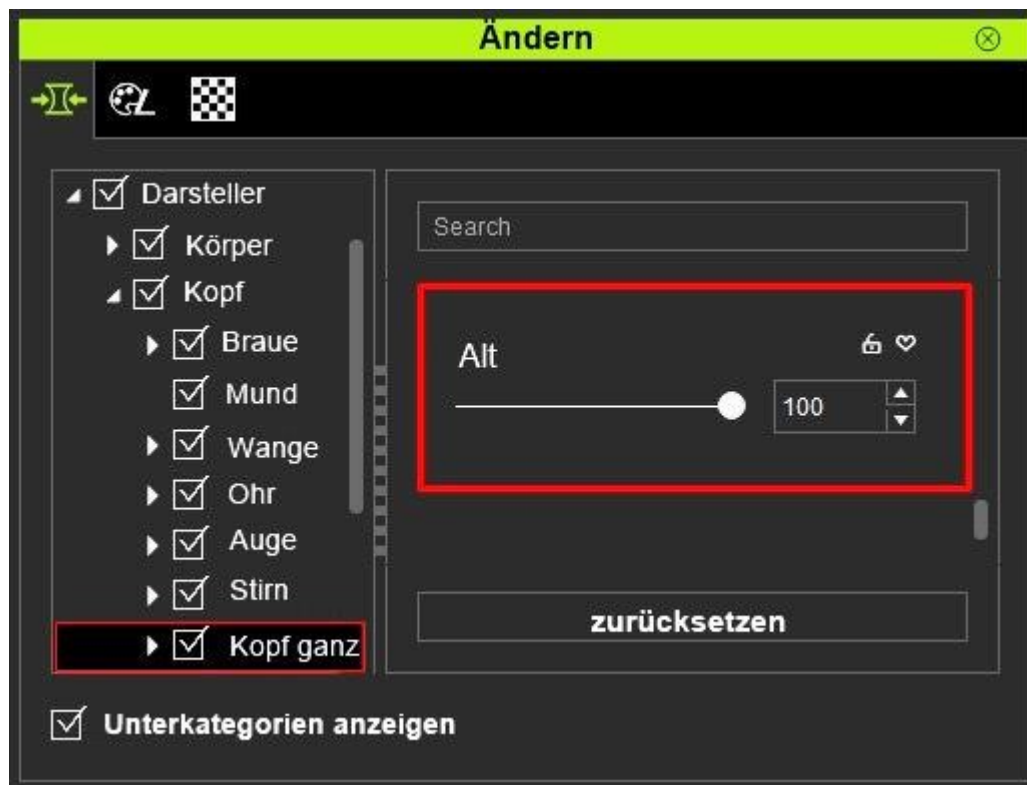 Ändern
Darsteller
Körper
Kopf
Braue
Mund
Wange
Ohr
Auge
Stirn
Kopf ganz
Search
Alt
100
zurücksetzen
Unterkategorien anzeigen